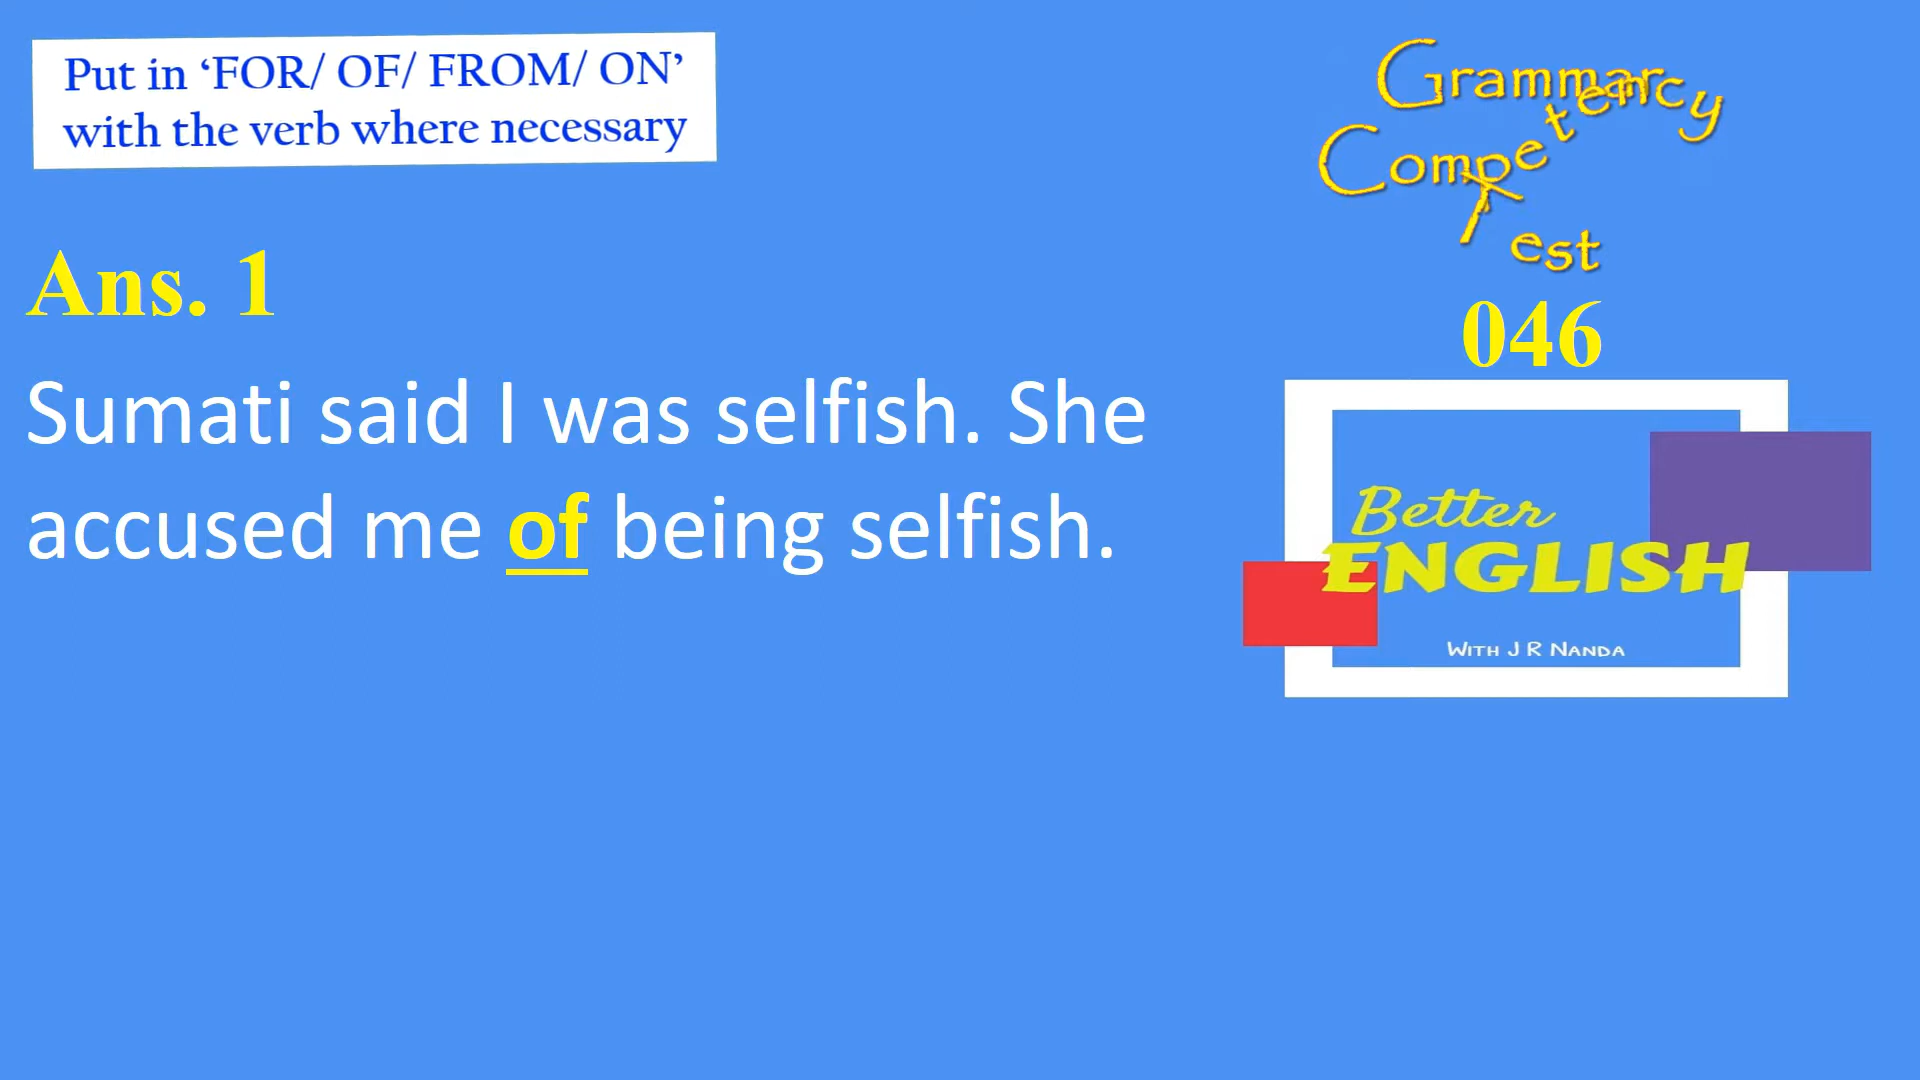 Put in ‘FOR/ OF/ FROM/ ON’
with the verb where necessary
Grammar
Competency
Test
046
Ans. 1
Sumati said I was selfish. She
accused me of being selfish.
Better
ENGLISH
WITH J R NANDA